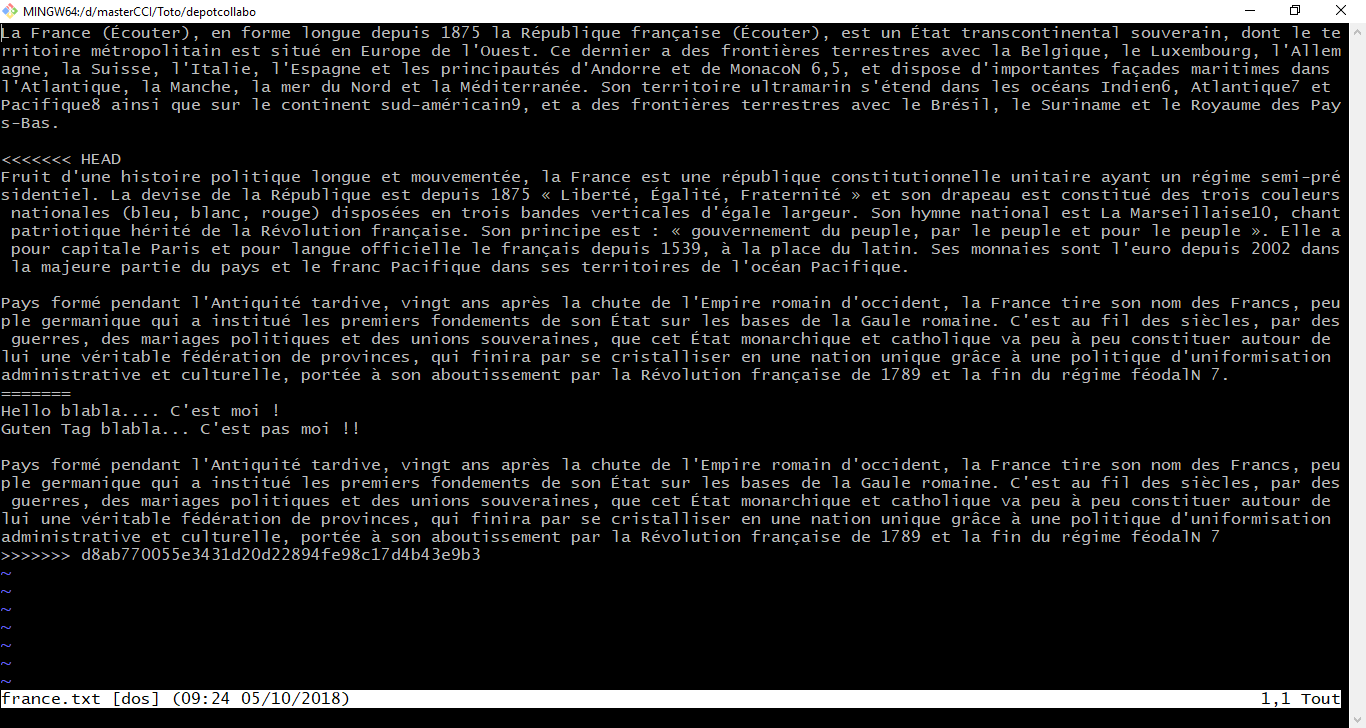 MINGW64:/d/masterCCI/Toto/depotcollabo
La France (Écouter), en forme longue depuis 1875 la République française (Écouter), est un État transcontinental souverain, dont le te
rritoire métropolitain est situé en Europe de l'Ouest. Ce dernier a des frontières terrestres avec la Belgique, le Luxembourg, l'Allem
agne, la Suisse, l'Italie, l'Espagne et les principautés d'Andorre et de MonacoN 6,5, et dispose d'importantes façades maritimes dans
l'Atlantique, la Manche, la mer du Nord et la Méditerranée. Son territoire ultramarin s'étend dans les océans Indien6, Atlantique7 et
Pacifique8 ainsi que sur le continent sud-américain9, et a des frontières terrestres avec le Brésil, le Suriname et le Royaume des Pay
s-Bas.

<<<<<<< HEAD
Fruit d'une histoire politique longue et mouvementée, la France est une république constitutionnelle unitaire ayant un régime semi-pré
sidentiel. La devise de la République est depuis 1875 « Liberté, Égalité, Fraternité » et son drapeau est constitué des trois couleurs
nationales (bleu, blanc, rouge) disposées en trois bandes verticales d'égale largeur. Son hymne national est La Marseillaise10, chant
patriotique hérité de la Révolution française. Son principe est : « gouvernement du peuple, par le peuple et pour le peuple ». Elle a
pour capitale Paris et pour langue officielle le français depuis 1539, à la place du latin. Ses monnaies sont l'euro depuis 2002 dans
la majeure partie du pays et le franc Pacifique dans ses territoires de l'océan Pacifique.

Pays formé pendant l'Antiquité tardive, vingt ans après la chute de l'Empire romain d'occident, la France tire son nom des Francs, peu
ple germanique qui a institué les premiers fondements de son État sur les bases de la Gaule romaine. C'est au fil des siècles, par des
guerres, des mariages politiques et des unions souveraines, que cet État monarchique et catholique va peu à peu constituer autour de
lui une véritable fédération de provinces, qui finira par se cristalliser en une nation unique grâce à une politique d'uniformisation
administrative et culturelle, portée à son aboutissement par la Révolution française de 1789 et la fin du régime féodalN 7.
=======
Hello blabla.... C'est moi !
Guten Tag blabla... C'est pas moi !!

Pays formé pendant l'Antiquité tardive, vingt ans après la chute de l'Empire romain d'occident, la France tire son nom des Francs, peu
ple germanique qui a institué les premiers fondements de son État sur les bases de la Gaule romaine. C'est au fil des siècles, par des
guerres, des mariages politiques et des unions souveraines, que cet État monarchique et catholique va peu à peu constituer autour de
lui une véritable fédération de provinces, qui finira par se cristalliser en une nation unique grâce à une politique d'uniformisation
administrative et culturelle, portée à son aboutissement par la Révolution française de 1789 et la fin du régime féodalN 7
>>>>>>> d8ab770055e3431d20d22894fe98c17d4b43e9b3
~
~
~
~
~
~
~
france.txt [dos] (09:24 05/10/2018) 1,1 Tout